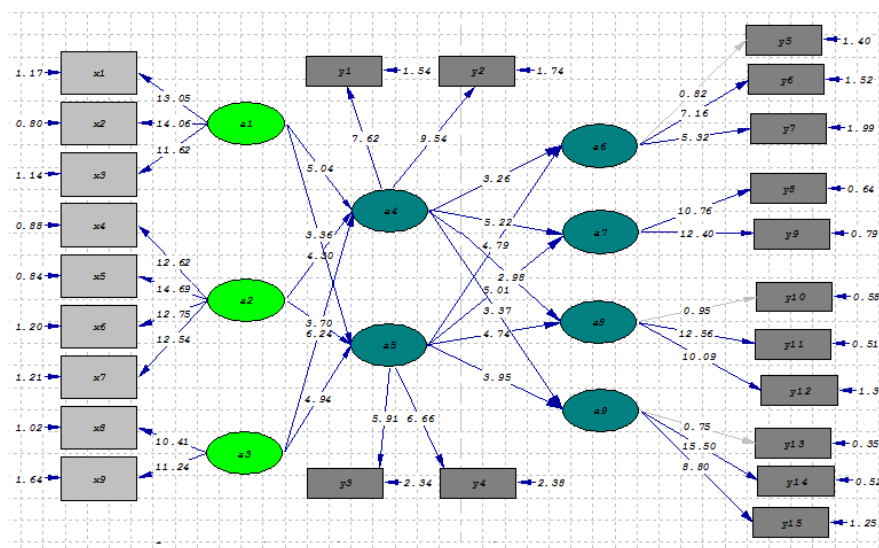 1.17 x1
0.80 x2
1.14 x3
0.88 x4
0.84 x5
1.20 x6
1.21 x7
1.02 x8
1.64 x9
13.05
14.06
11.62
12.62
14.69
12.75
12.54
10.41
11.24
a1
a2
a3
5.04
3.36
4.30
3.70
6.24
4.94
y1 1.54
y2 1.74
7.62
9.54
a4
a5
5.91
6.66
y3 2.34
y4 2.38
3.26
5.22
4.79
2.98
5.01
3.37
4.74
3.95
a6
a7
a8
a9
0.82
7.16
5.32
10.76
12.40
0.95
12.56
10.09
0.75
15.50
8.80
y5 1.40
y6 1.52
y7 1.99
y8 0.64
y9 0.79
y10 0.58
y11 0.51
y12 1.3
y13 0.35
y14 0.52
y15 1.25